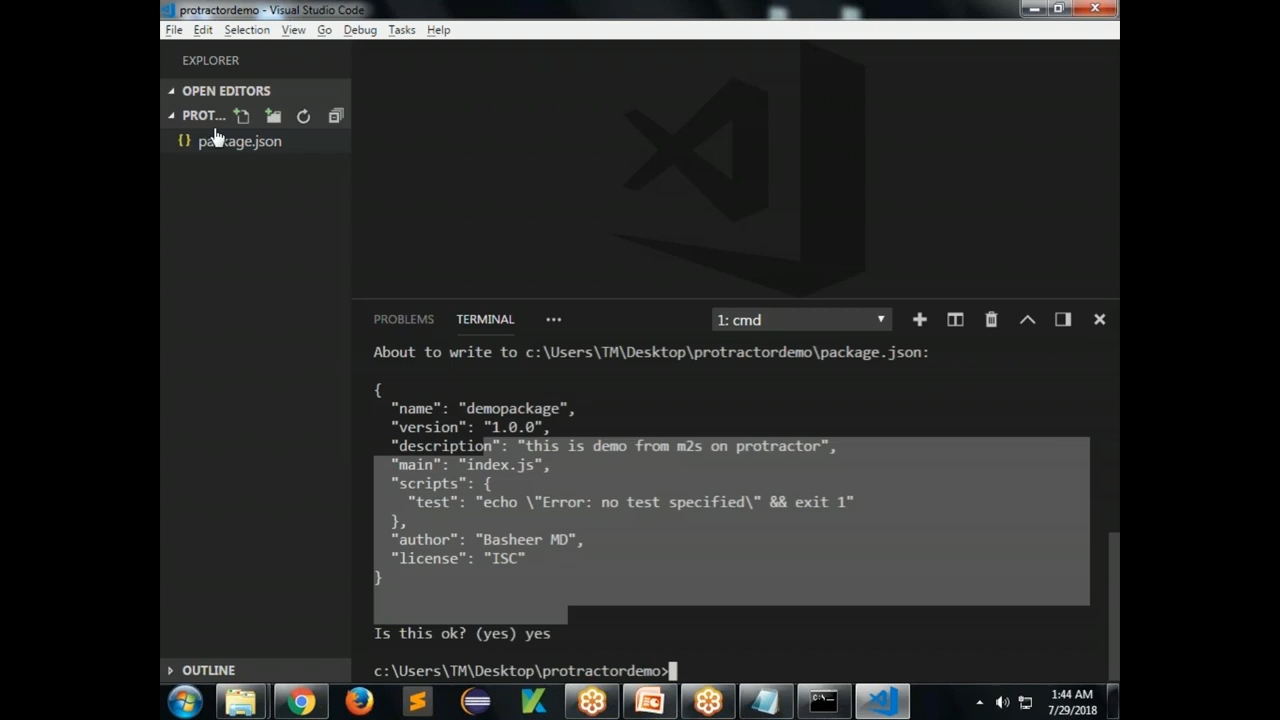 protractordemo - Visual Studio Code
File Edit Selection View Go Debug Tasks Help
EXPLORER
OPEN EDITORS
PROT...
{} package.json
PROBLEMS TERMINAL ... 1: cmd
About to write to c:\Users\TM\Desktop\protractordemo\package.json:
{
"name": "demopackage",
"version": "1.0.0",
"description": "this is demo from m2s on protractor",
"main": "index.js",
"scripts": {
"test": "echo \"Error: no test specified\" && exit 1"
},
"author": "Basheer MD",
"license": "ISC"
}
Is this ok? (yes) yes
c:\Users\TM\Desktop\protractordemo>
OUTLINE
1:44 AM
7/29/2018